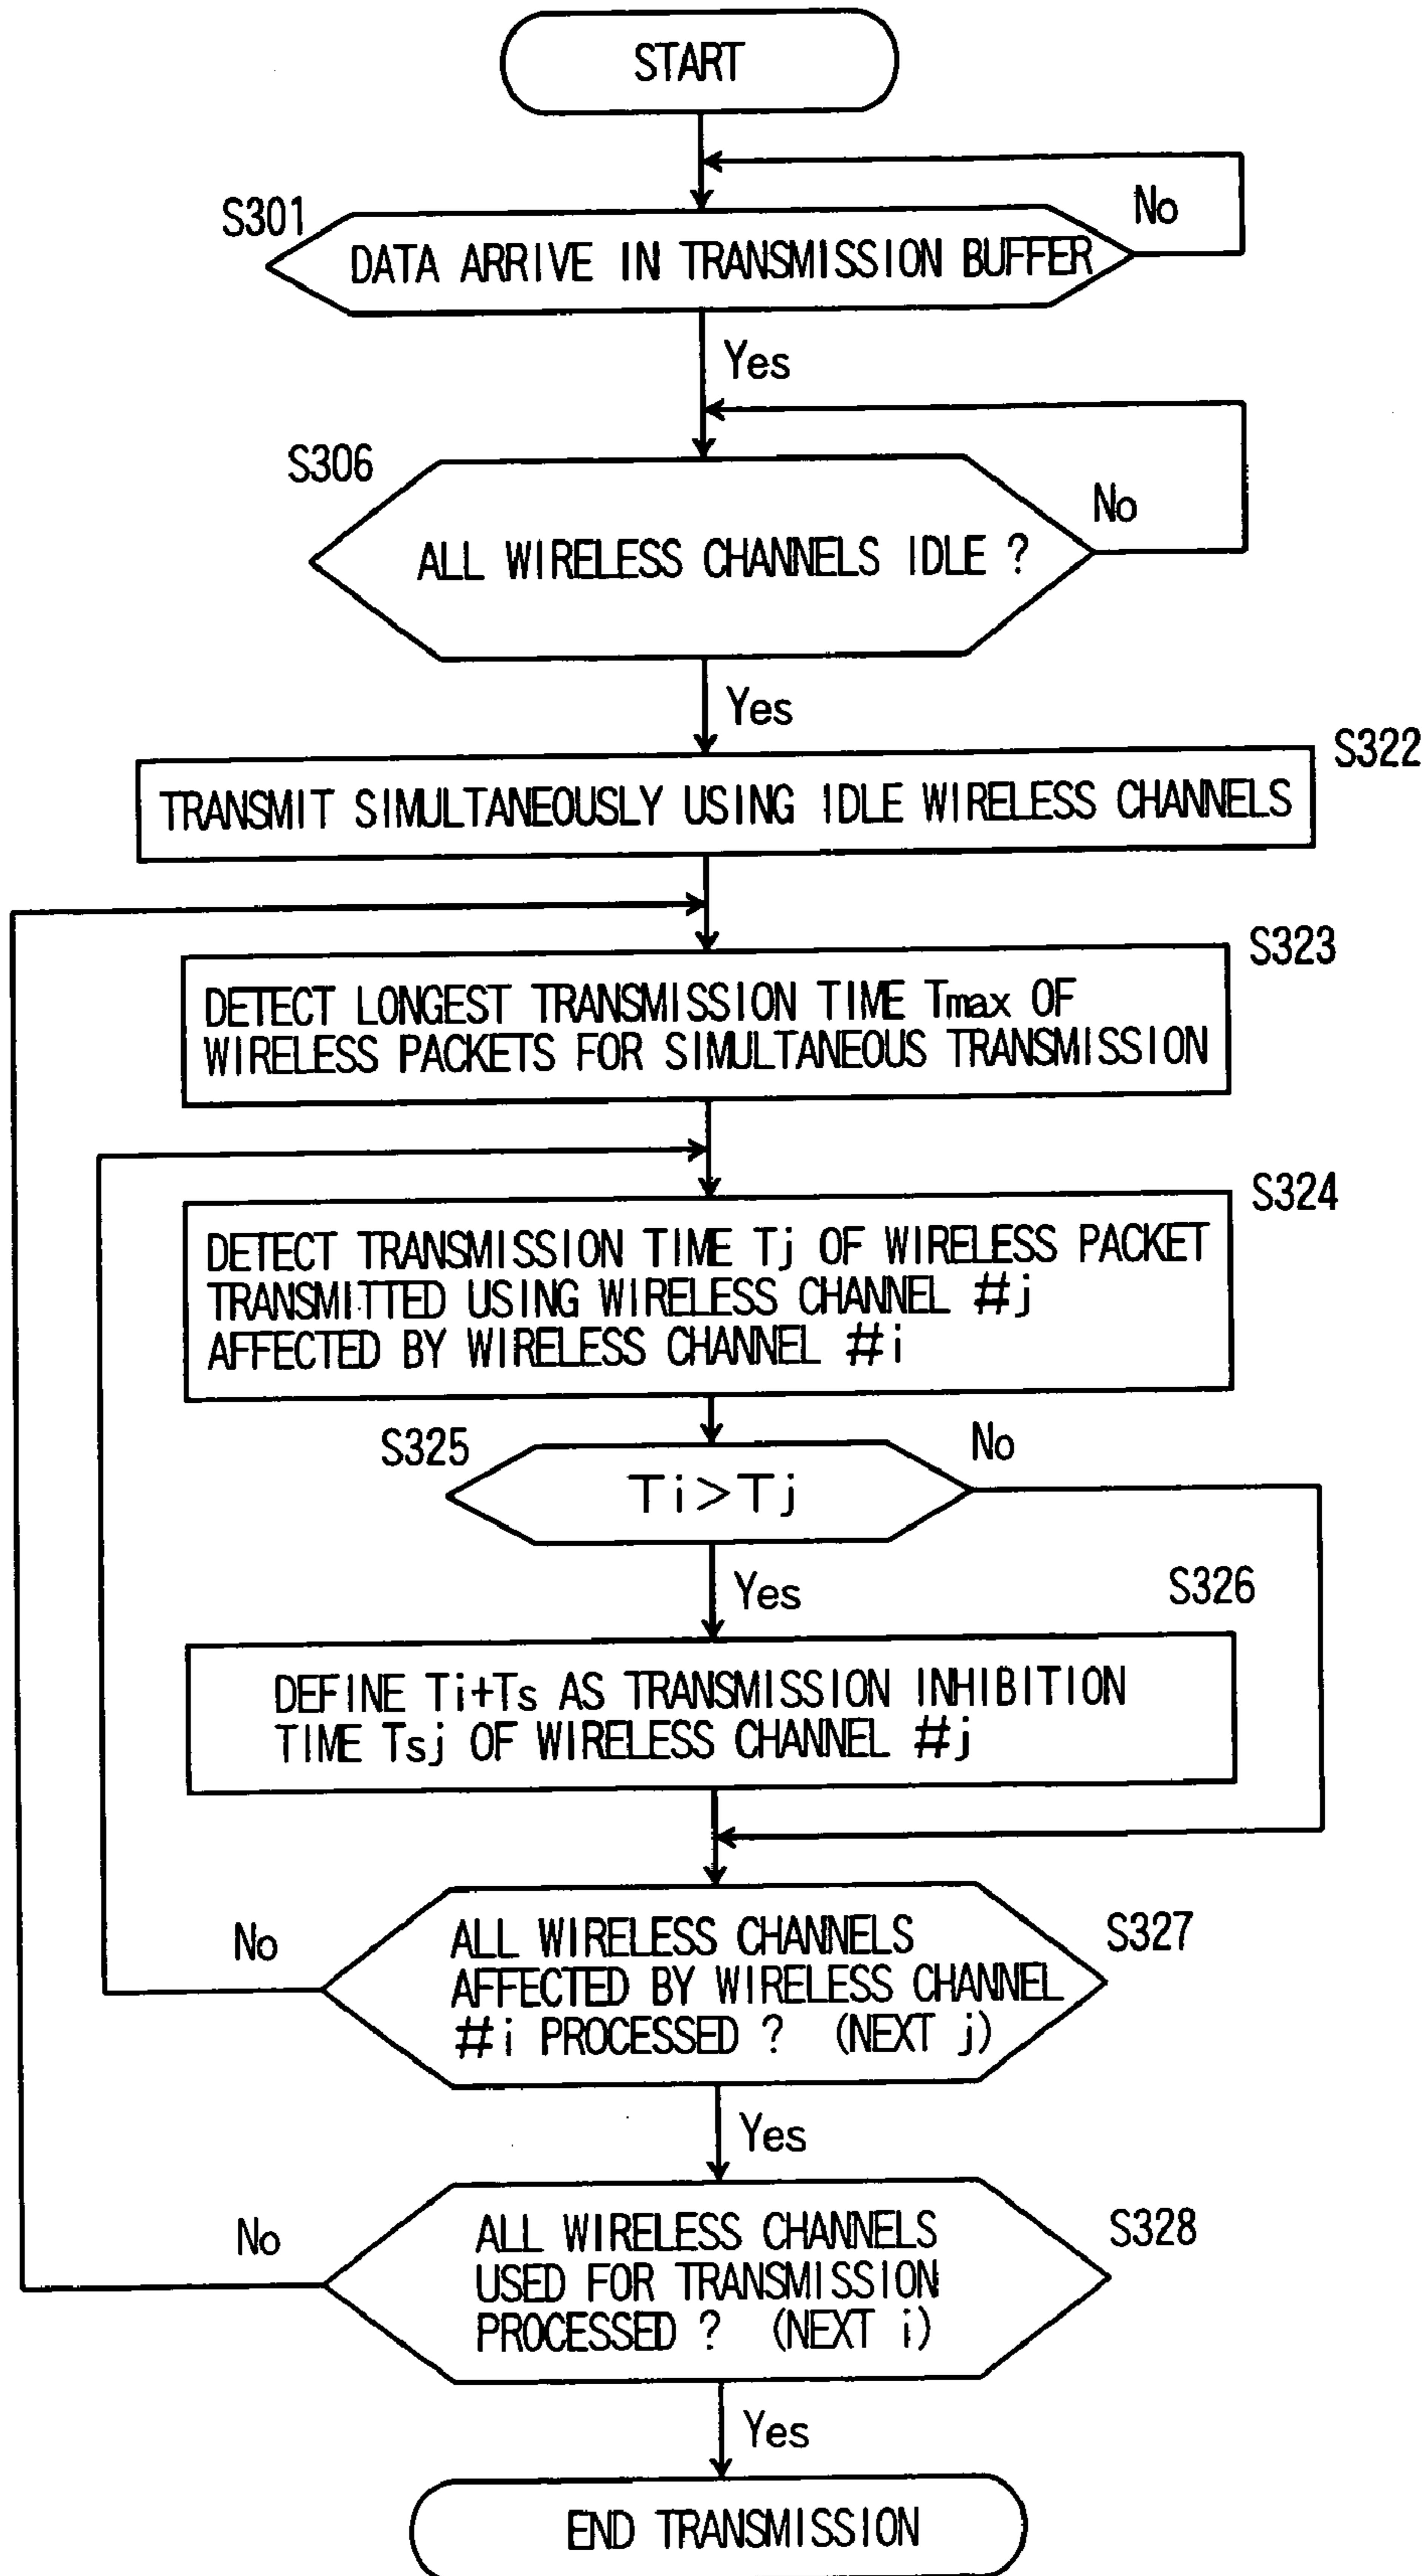 START
S301
No
DATA ARRIVE IN TRANSMISSION BUFFER
Yes
S306
No
ALL WIRELESS CHANNELS IDLE ?
Yes
S322
TRANSMIT SIMULTANEOUSLY USING IDLE WIRELESS CHANNELS
S323
DETECT LONGEST TRANSMISSION TIME Tmax OF
WIRELESS PACKETS FOR SIMULTANEOUS TRANSMISSION
S324
DETECT TRANSMISSION TIME Tj OF WIRELESS PACKET
TRANSMITTED USING WIRELESS CHANNEL #j
AFFECTED BY WIRELESS CHANNEL #i
S325
No
Ti>Tj
Yes
S326
DEFINE Ti+Ts AS TRANSMISSION INHIBITION
TIME Tsj OF WIRELESS CHANNEL #j
No
S327
ALL WIRELESS CHANNELS
AFFECTED BY WIRELESS CHANNEL
#i PROCESSED ? (NEXT j)
Yes
No
S328
ALL WIRELESS CHANNELS
USED FOR TRANSMISSION
PROCESSED ? (NEXT i)
Yes
END TRANSMISSION